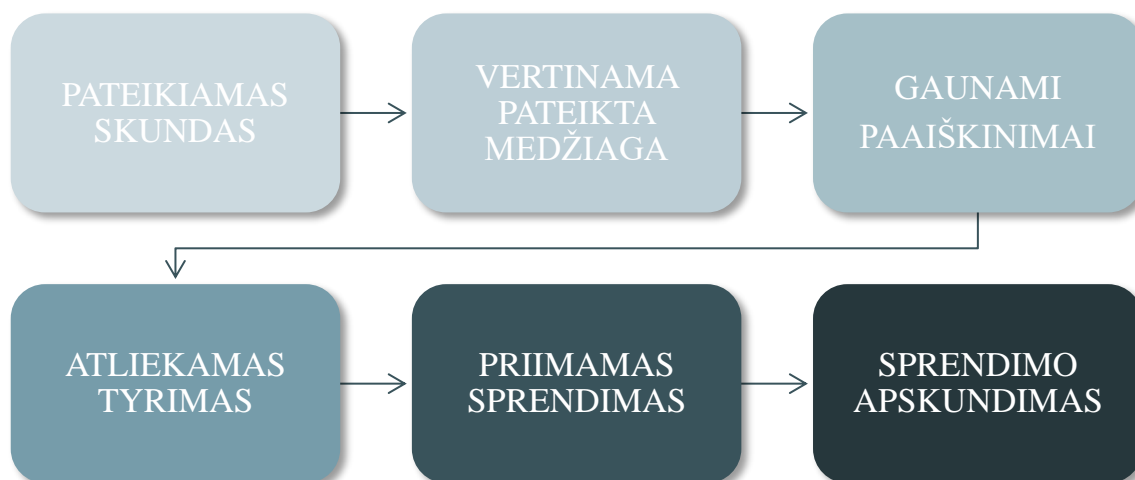 PATEIKIAMAS
SKUNDAS
VERTINAMA
PATEIKTA
MEDŽIAGA
GAUNAMI
PAAIŠKINIMAI
ATLIEKAMAS
TYRIMAS
PRIIMAMAS
SPRENDIMAS
SPRENDIMO
APSKUNDIMAS